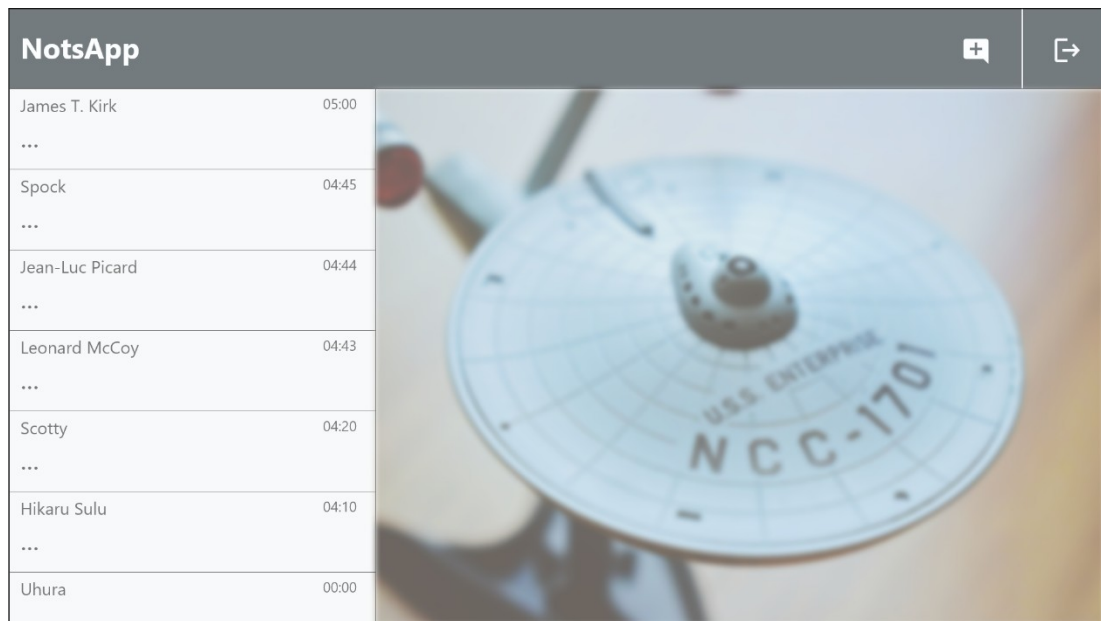 NotsApp
James T. Kirk 05:00
...
Spock 04:45
...
Jean-Luc Picard 04:44
...
Leonard McCoy 04:43
...
Scotty 04:20
...
Hikaru Sulu 04:10
...
Uhura 00:00
U.S.S. ENTERPRISE
NCC-1701